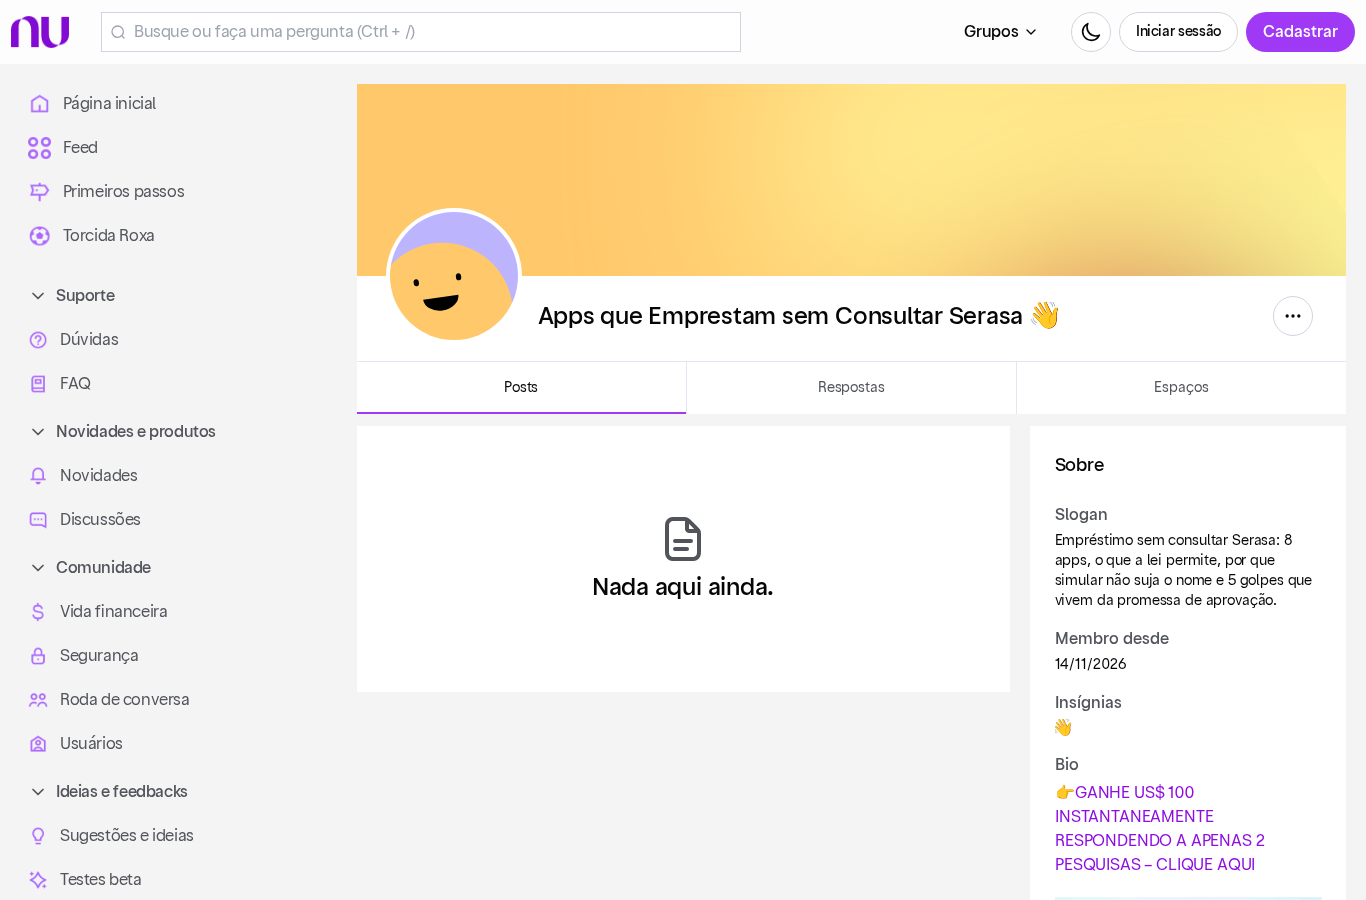 nu
Busque ou faça uma pergunta (Ctrl + /)
Grupos
Iniciar sessão
Cadastrar
Página inicial
Feed
Primeiros passos
Torcida Roxa
Suporte
Dúvidas
FAQ
Novidades e produtos
Novidades
Discussões
Comunidade
Vida financeira
Segurança
Roda de conversa
Usuários
Ideias e feedbacks
Sugestões e ideias
Testes beta
Apps que Emprestam sem Consultar Serasa 👋
Posts
Respostas
Espaços
Nada aqui ainda.
Sobre
Slogan
Empréstimo sem consultar Serasa: 8
apps, o que a lei permite, por que
simular não suja o nome e 5 golpes que
vivem da promessa de aprovação.
Membro desde
14/11/2026
Insígnias
👋
Bio
👉GANHE US$ 100
INSTANTANEAMENTE
RESPONDENDO A APENAS 2
PESQUISAS – CLIQUE AQUI